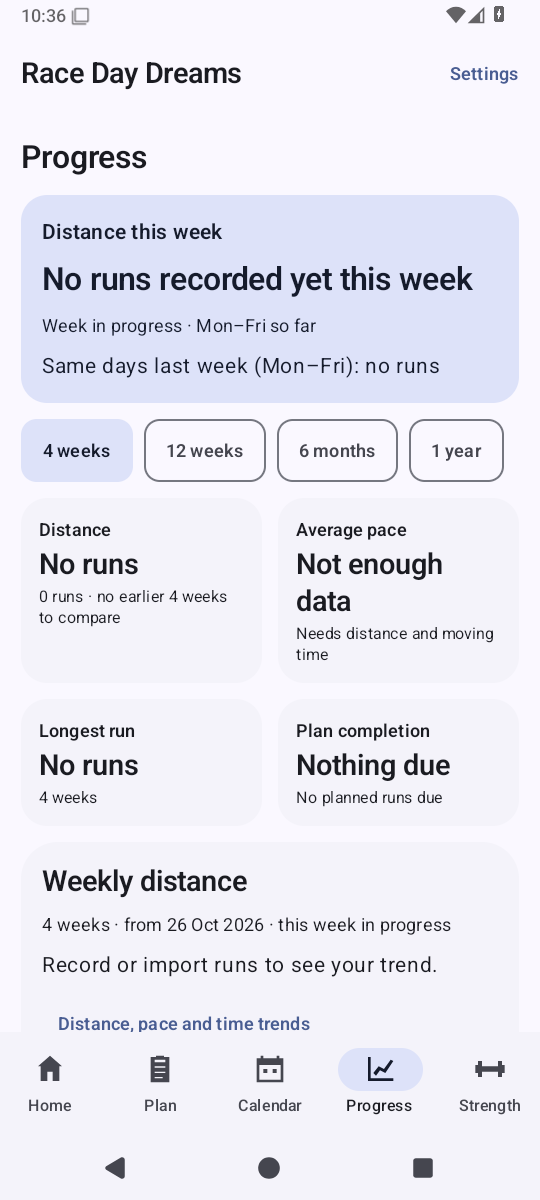 10:36
Race Day Dreams
Settings
Progress
Distance this week
No runs recorded yet this week
Week in progress · Mon–Fri so far
Same days last week (Mon–Fri): no runs
4 weeks
12 weeks
6 months
1 year
Distance
No runs
0 runs · no earlier 4 weeks
to compare
Average pace
Not enough
data
Needs distance and moving
time
Longest run
No runs
4 weeks
Plan completion
Nothing due
No planned runs due
Weekly distance
4 weeks · from 26 Oct 2026 · this week in progress
Record or import runs to see your trend.
Distance, pace and time trends
Home
Plan
Calendar
Progress
Strength